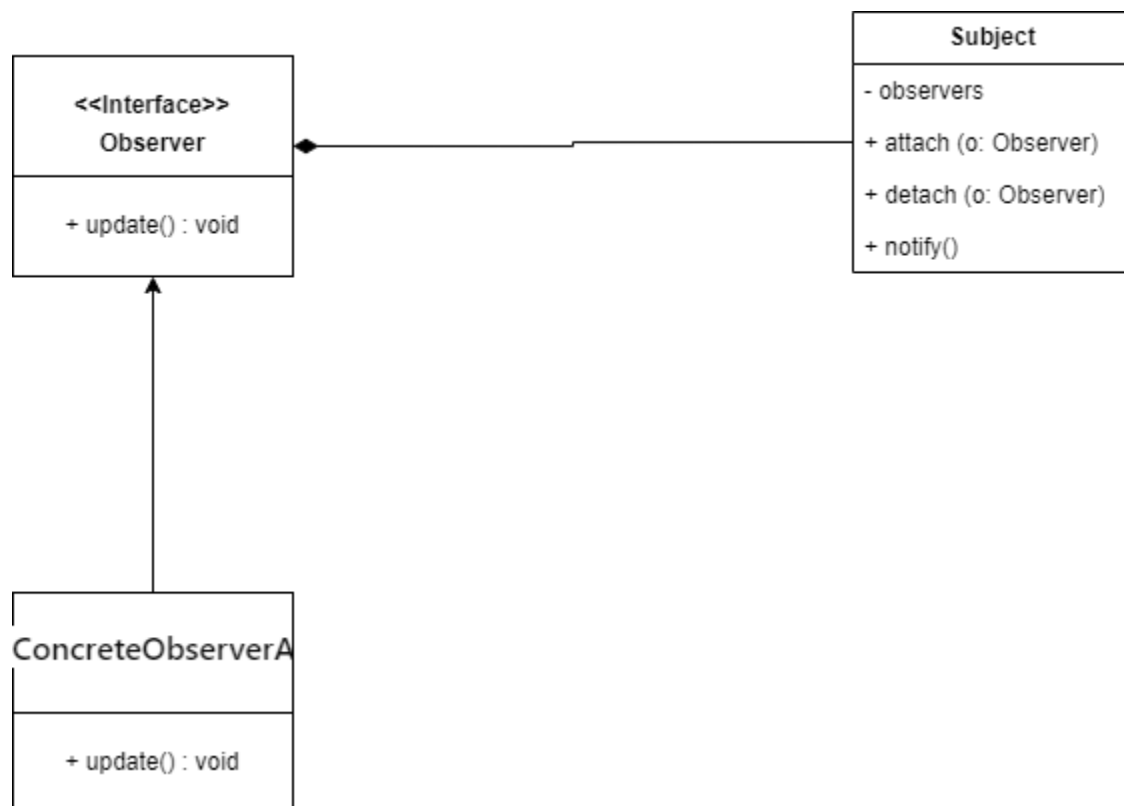 <<Interface>>
Observer
+ update() : void
Subject
- observers
+ attach (o: Observer)
+ detach (o: Observer)
+ notify()
ConcreteObserverA
+ update() : void